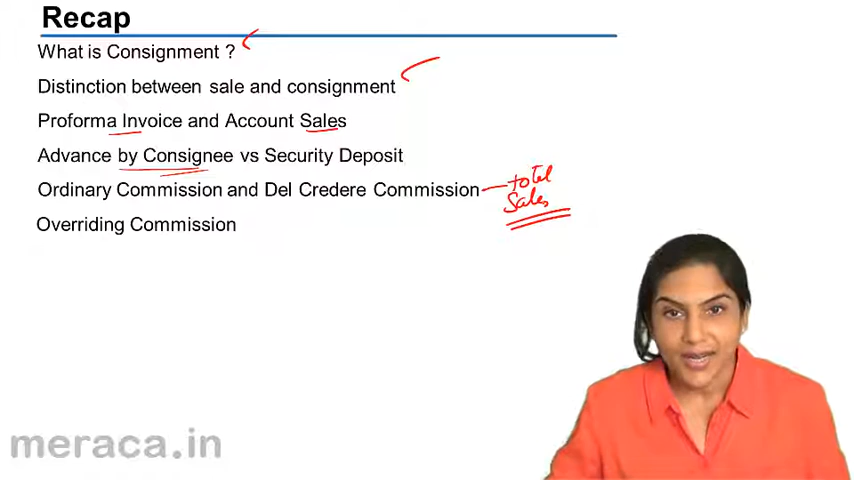 Recap
What is Consignment ?
Distinction between sale and consignment
Proforma Invoice and Account Sales
Advance by Consignee vs Security Deposit
Ordinary Commission and Del Credere Commission
total
Sales
Overriding Commission
meraca.in